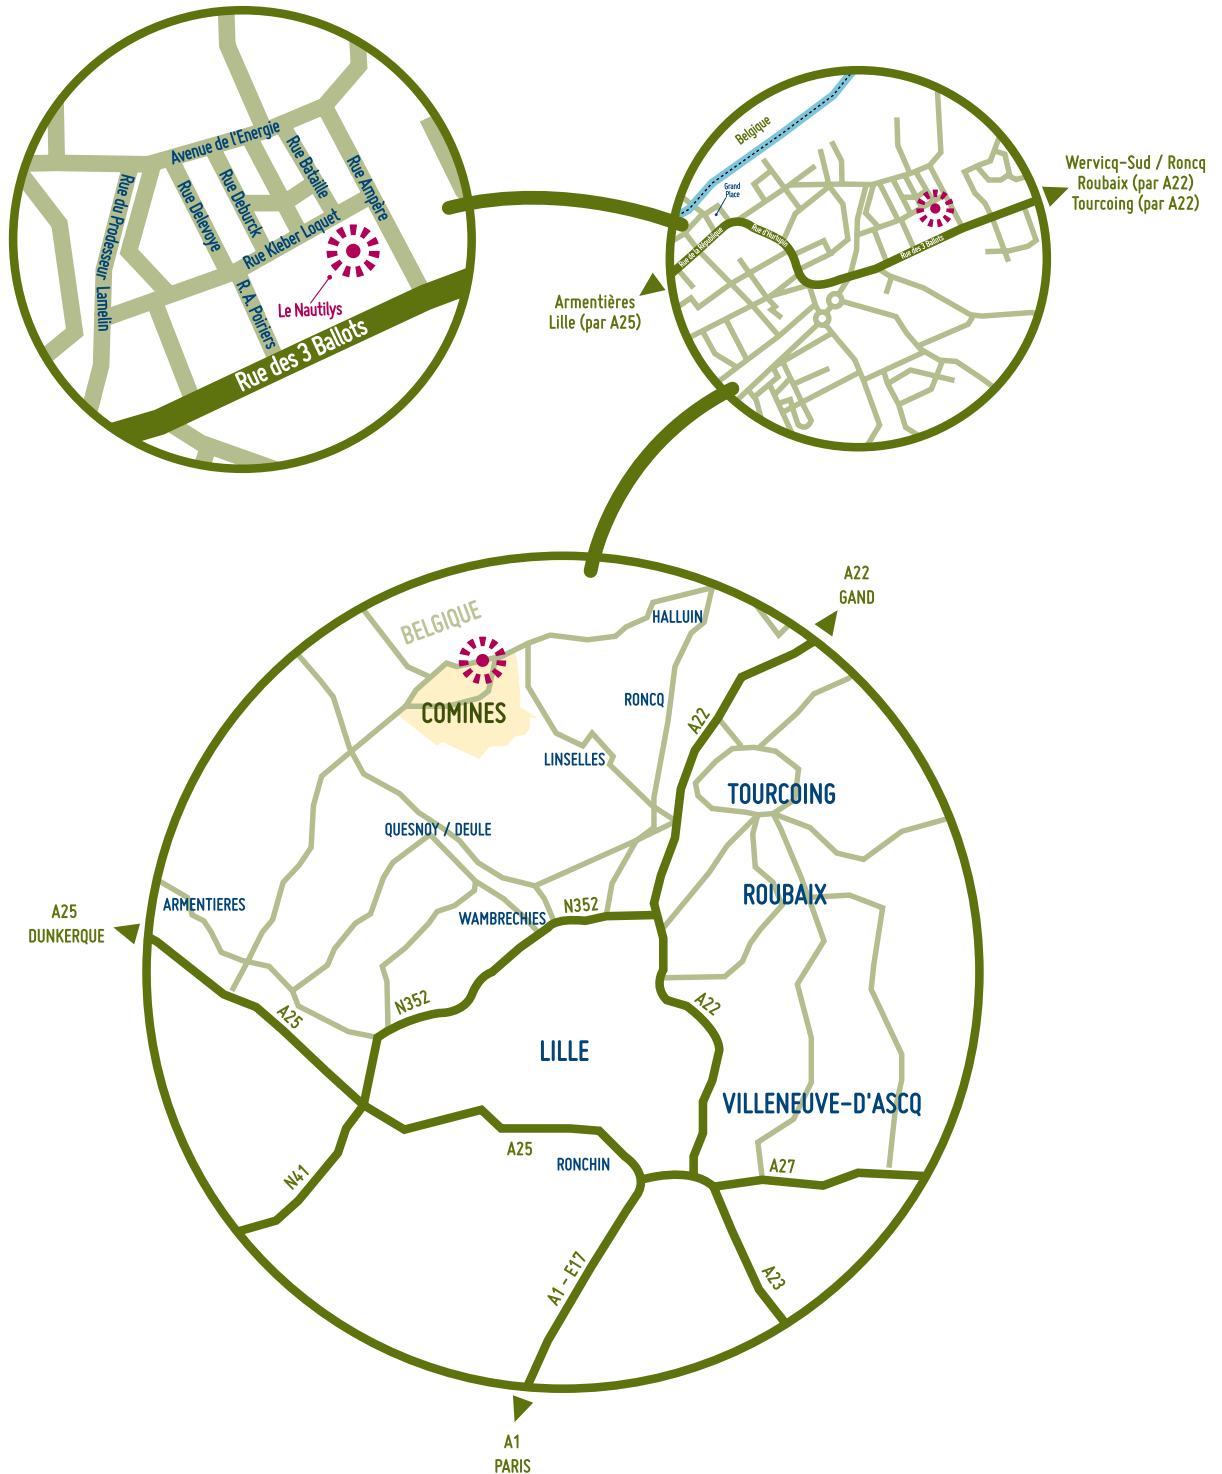 Avenue de l'Energie
Rue Bataille
Rue Ampère
Rue du Prodesseur Lamelin
Rue Delevoye
Rue Deburck
Rue Kleber Loquet
R. A. Poiriers
Le Nautilys
Rue des 3 Ballots
Belgique
Grand
Place
Rue de la République
Rue d'Hurlupin
Rue des 3 Ballots
Wervicq-Sud / Roncq
Roubaix (par A22)
Tourcoing (par A22)
Armentières
Lille (par A25)
A22
GAND
BELGIQUE
HALLUIN
RONCQ
COMINES
A22
LINSELLES
TOURCOING
QUESNOY / DEULE
ROUBAIX
ARMENTIERES
N352
WAMBRECHIES
A25
DUNKERQUE
N352
A22
A25
LILLE
VILLENEUVE-D'ASCQ
A25
RONCHIN
A27
N41
A1 - E17
A23
A1
PARIS